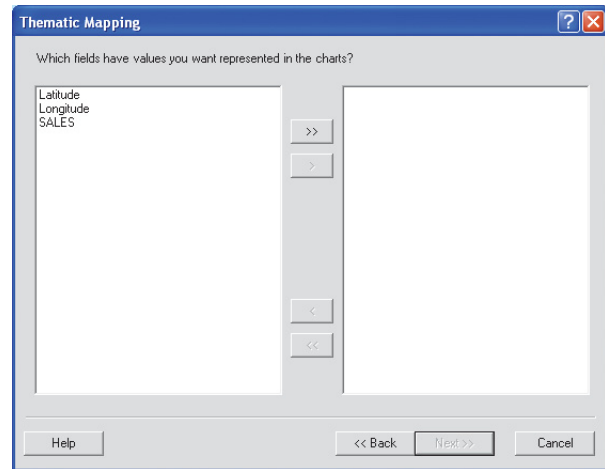 Thematic Mapping
Which fields have values you want represented in the charts?
Latitude
Longitude
SALES
>>
>
<
<<
Help
<< Back
Next >>
Cancel